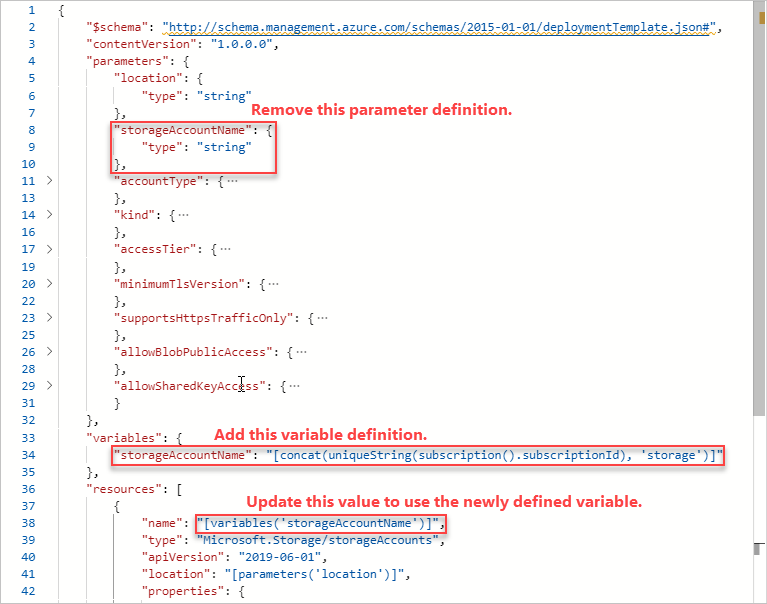 1 {
2 "$schema": "http://schema.management.azure.com/schemas/2015-01-01/deploymentTemplate.json#",
3 "contentVersion": "1.0.0.0",
4 "parameters": {
5 "location": {
6 "type": "string"
Remove this parameter definition.
7 },
8 "storageAccountName": {
9 "type": "string"
10 },
11 > "accountType": { ···
13 },
14 > "kind": { ···
16 },
17 > "accessTier": { ···
19 },
20 > "minimumTlsVersion": { ···
22 },
23 > "supportsHttpsTrafficOnly": { ···
25 },
26 > "allowBlobPublicAccess": { ···
28 },
29 > "allowSharedKeyAccess": { ···
31 }
32 },
Add this variable definition.
33 "variables": {
34 "storageAccountName": "[concat(uniqueString(subscription().subscriptionId), 'storage')]"
35 },
36 "resources": [
Update this value to use the newly defined variable.
37 {
38 "name": "[variables('storageAccountName')]",
39 "type": "Microsoft.Storage/storageAccounts",
40 "apiVersion": "2019-06-01",
41 "location": "[parameters('location')]",
42 "properties": {